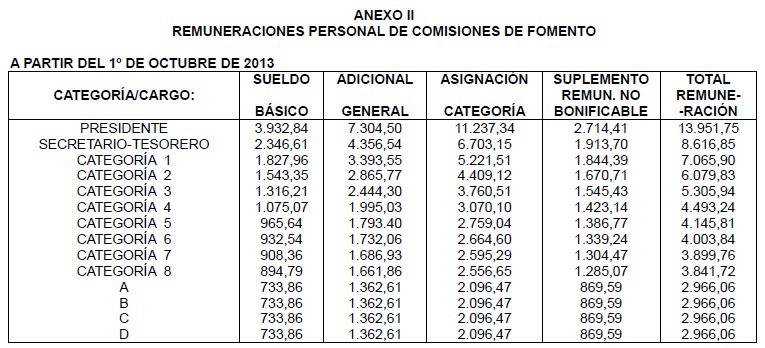 ANEXO II
REMUNERACIONES PERSONAL DE COMISIONES DE FOMENTO
A PARTIR DEL 1º DE OCTUBRE DE 2013
CATEGORÍA/CARGO: SUELDO BÁSICO ADICIONAL GENERAL ASIGNACIÓN CATEGORÍA SUPLEMENTO REMUN. NO BONIFICABLE TOTAL REMUNE- -RACIÓN
PRESIDENTE 3.932,84 7.304,50 11.237,34 2.714,41 13.951,75
SECRETARIO-TESORERO 2.346,61 4.356,54 6.703,15 1.913,70 8.616,85
CATEGORÍA 1 1.827,96 3.393,55 5.221,51 1.844,39 7.065,90
CATEGORÍA 2 1.543,35 2.865,77 4.409,12 1.670,71 6.079,83
CATEGORÍA 3 1.316,21 2.444,30 3.760,51 1.545,43 5.305,94
CATEGORÍA 4 1.075,07 1.995,03 3.070,10 1.423,14 4.493,24
CATEGORÍA 5 965,64 1.793.40 2.759,04 1.386,77 4.145,81
CATEGORÍA 6 932,54 1.732,06 2.664,60 1.339,24 4.003,84
CATEGORÍA 7 908,36 1.686,93 2.595,29 1.304,47 3.899,76
CATEGORÍA 8 894,79 1.661,86 2.556,65 1.285,07 3.841,72
A 733,86 1.362,61 2.096,47 869,59 2.966,06
B 733,86 1.362,61 2.096,47 869,59 2.966,06
C 733,86 1.362,61 2.096,47 869,59 2.966,06
D 733,86 1.362,61 2.096,47 869,59 2.966,06